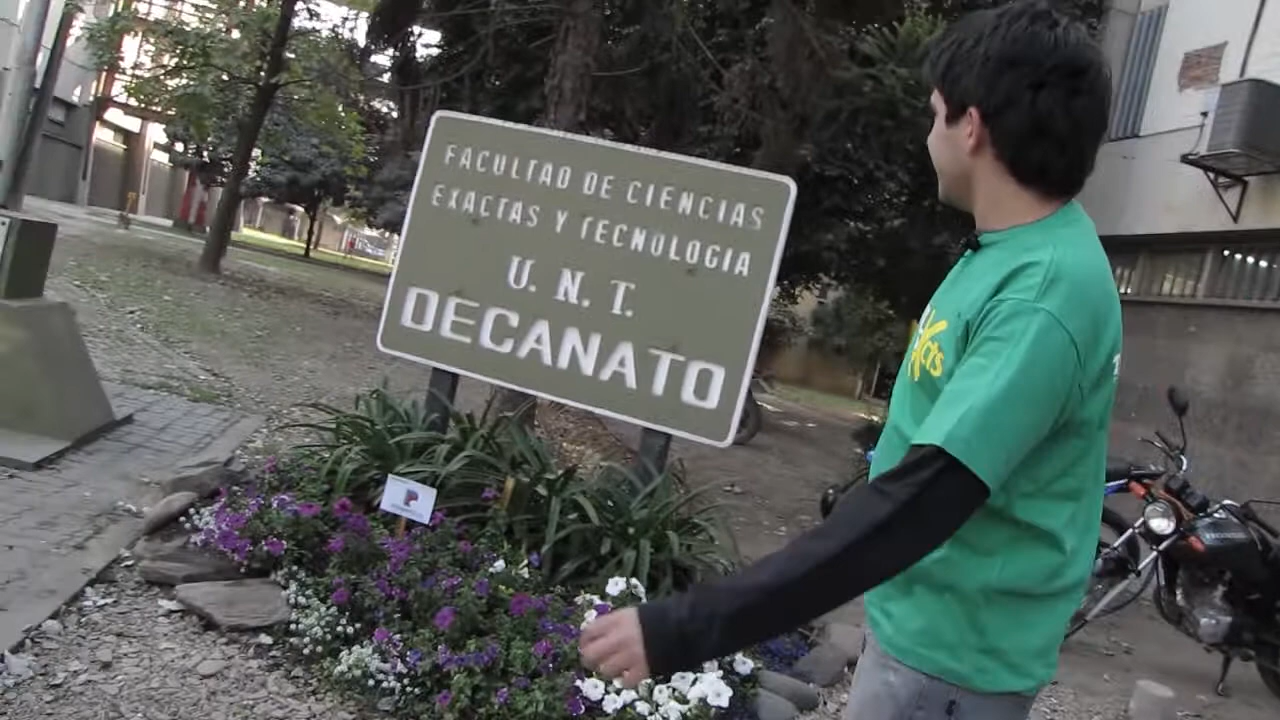 FACULTAD DE CIENCIAS
EXACTAS Y TECNOLOGIA
U. N. T.
DECANATO